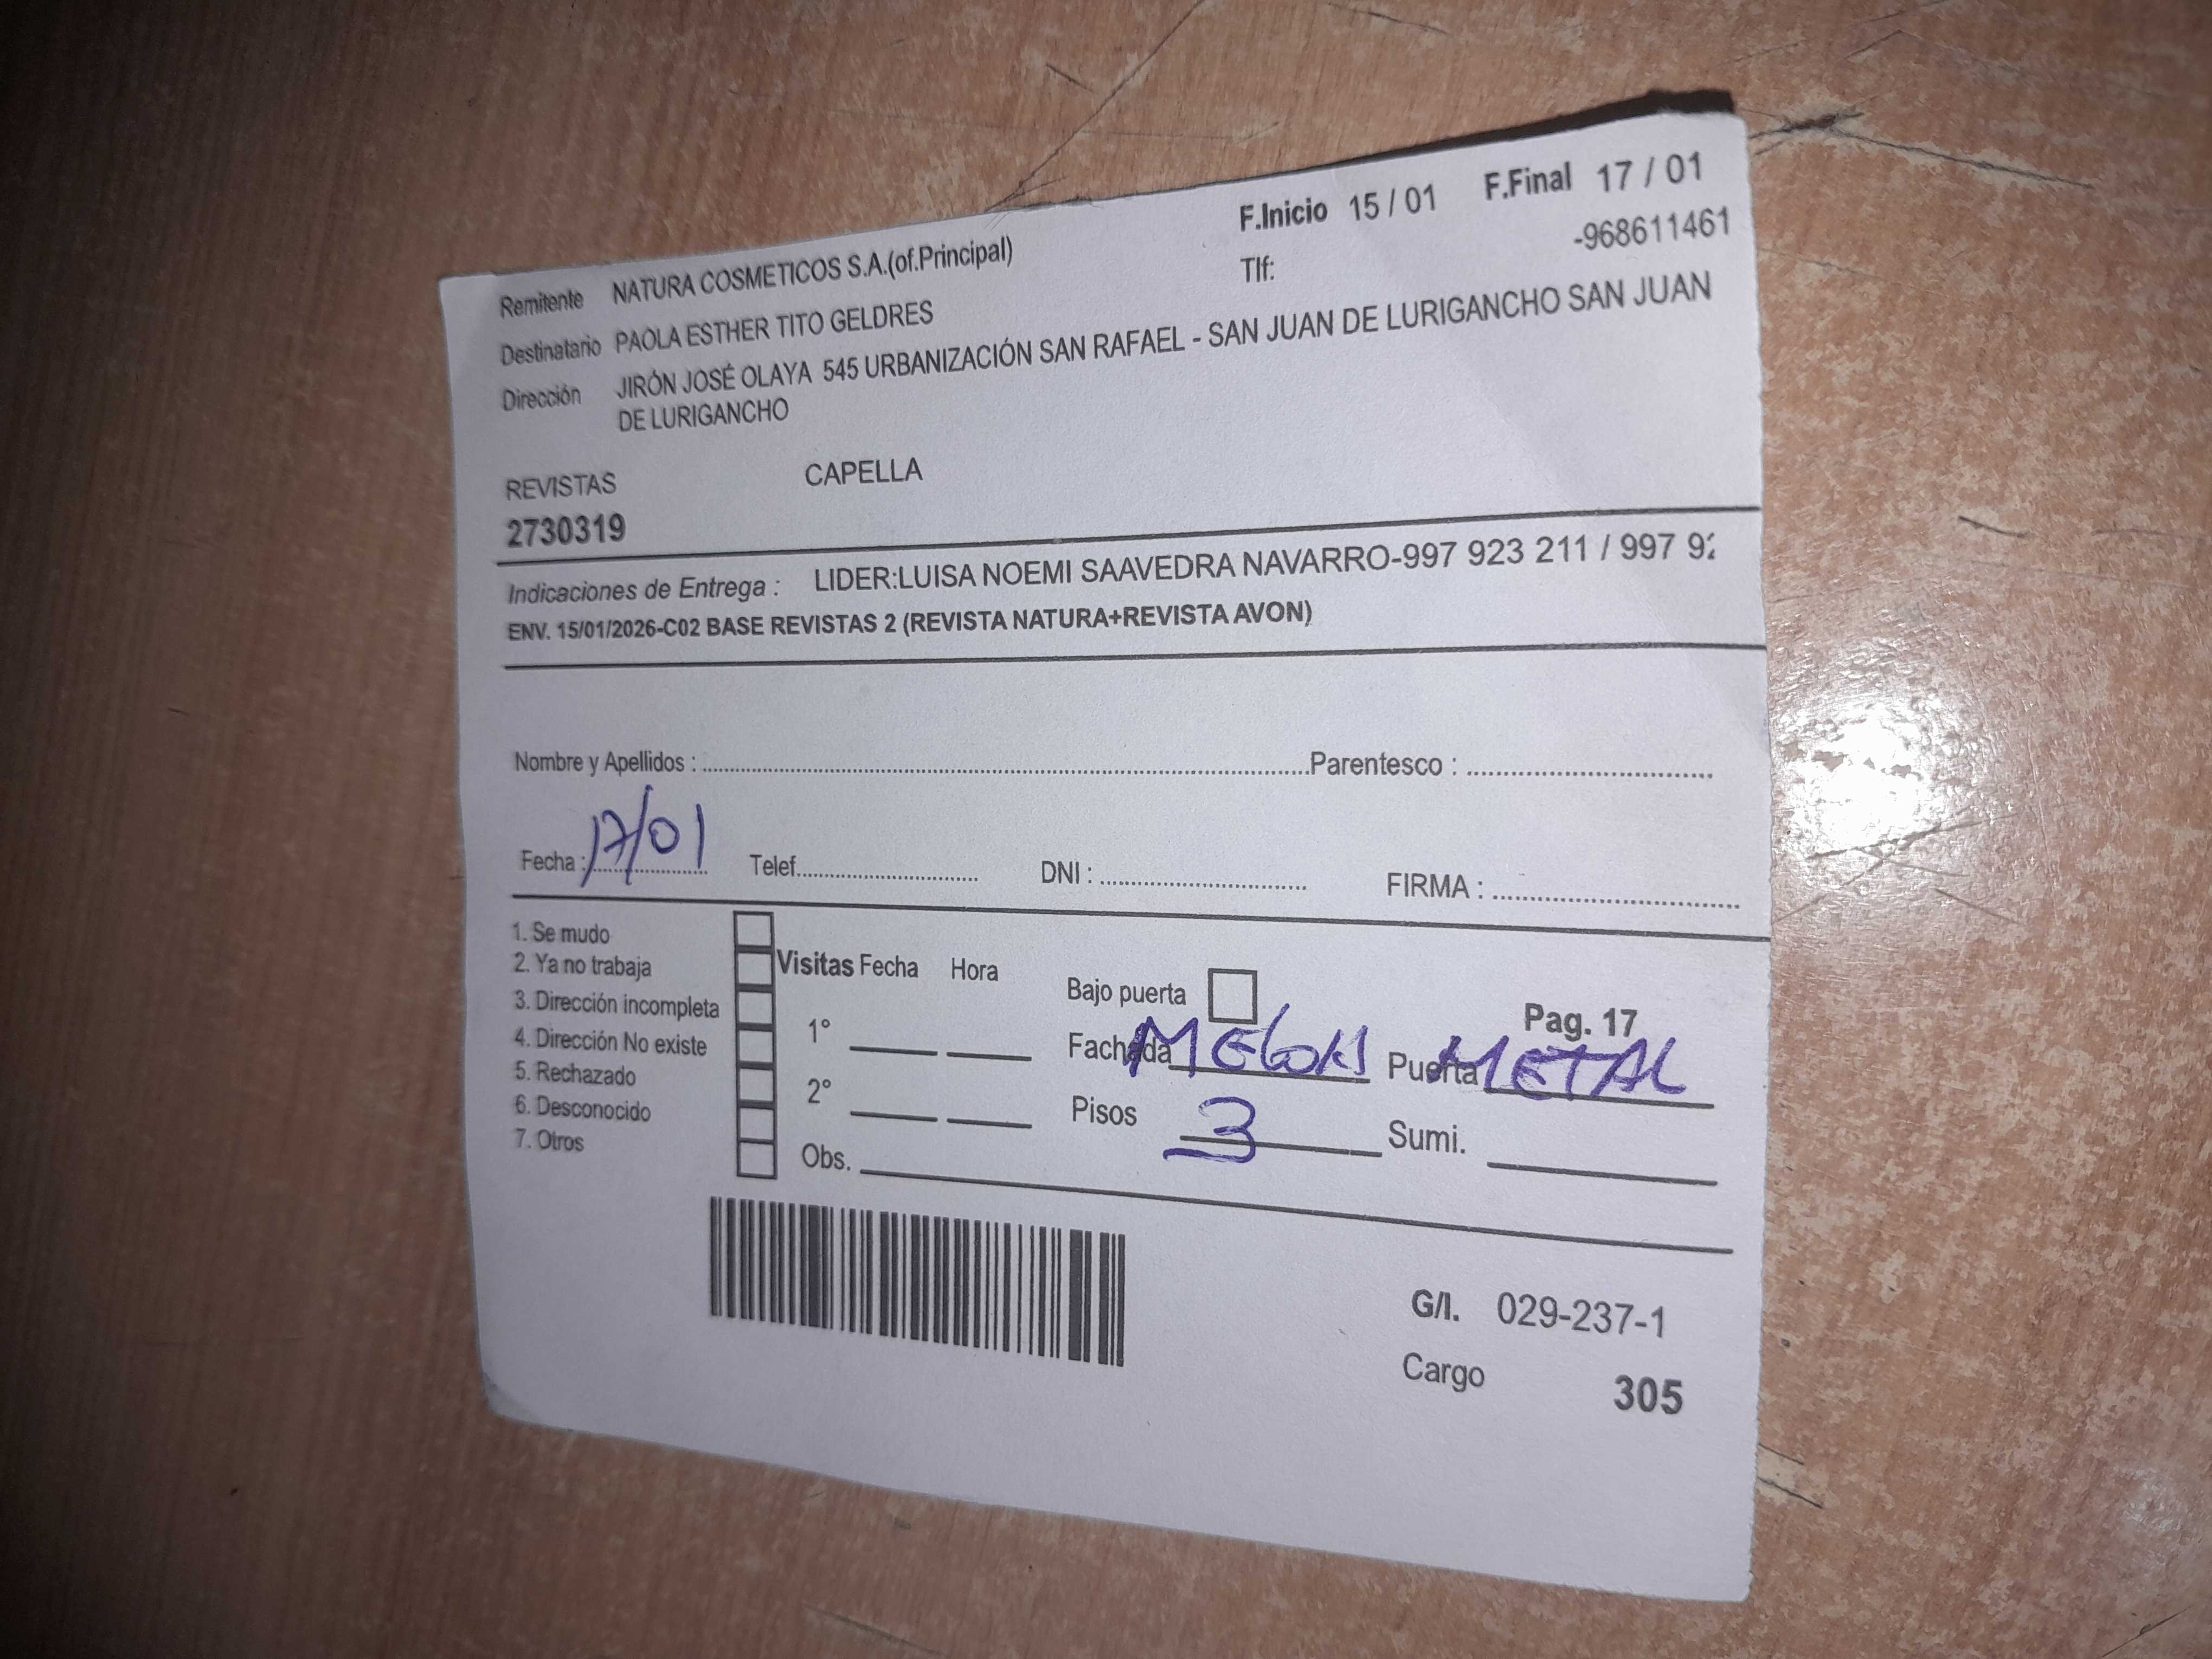 F.Inicio 15 / 01 F.Final 17 / 01
Remitente NATURA COSMETICOS S.A.(of.Principal) Tlf: -968611461
Destinatario PAOLA ESTHER TITO GELDRES
Dirección JIRÓN JOSÉ OLAYA 545 URBANIZACIÓN SAN RAFAEL - SAN JUAN DE LURIGANCHO SAN JUAN
DE LURIGANCHO
REVISTAS CAPELLA
2730319
Indicaciones de Entrega : LIDER:LUISA NOEMI SAAVEDRA NAVARRO-997 923 211 / 997 92
ENV. 15/01/2026-C02 BASE REVISTAS 2 (REVISTA NATURA+REVISTA AVON)
Nombre y Apellidos : Parentesco :
Fecha : 17/01 Telef. DNI : FIRMA :
1. Se mudo
2. Ya no trabaja
3. Dirección incompleta
4. Dirección No existe
5. Rechazado
6. Desconocido
7. Otros
Visitas Fecha Hora
1°
2°
Obs.
Bajo puerta Pag. 17
Fachada Puerta METAL
Pisos 3 Sumi.
G/I. 029-237-1
Cargo 305